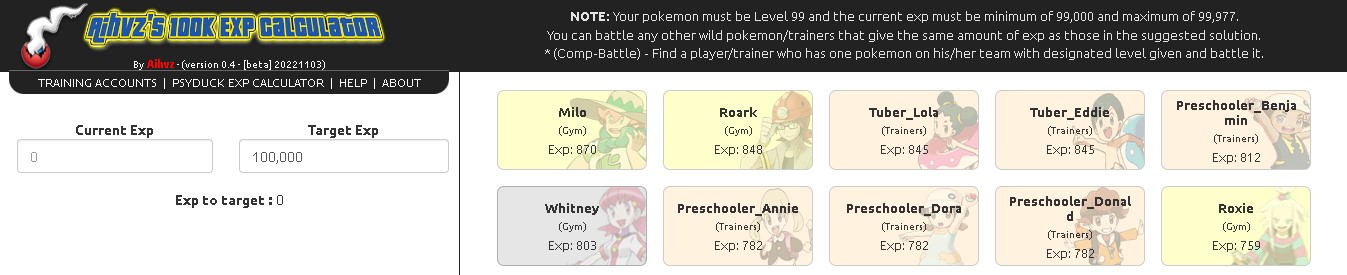 Aihvz's 100K EXP Calculator
By Aihvz - (version 0.4 - [beta] 20221103)
NOTE: Your pokemon must be Level 99 and the current exp must be minimum of 99,000 and maximum of 99,977.
You can battle any other wild pokemon/trainers that give the same amount of exp as those in the suggested solution.
* (Comp-Battle) - Find a player/trainer who has one pokemon on his/her team with designated level given and battle it.
TRAINING ACCOUNTS | PSYDUCK EXP CALCULATOR | HELP | ABOUT
Current Exp
Target Exp
0
100,000
Exp to target : 0
Milo
(Gym)
Exp: 870
Roark
(Gym)
Exp: 848
Tuber_Lola
(Trainers)
Exp: 845
Tuber_Eddie
(Trainers)
Exp: 845
Preschooler_Benja
min
(Trainers)
Exp: 812
Whitney
(Gym)
Exp: 803
Preschooler_Annie
(Trainers)
Exp: 782
Preschooler_Dora
(Trainers)
Exp: 782
Preschooler_Donal
d
(Trainers)
Exp: 782
Roxie
(Gym)
Exp: 759